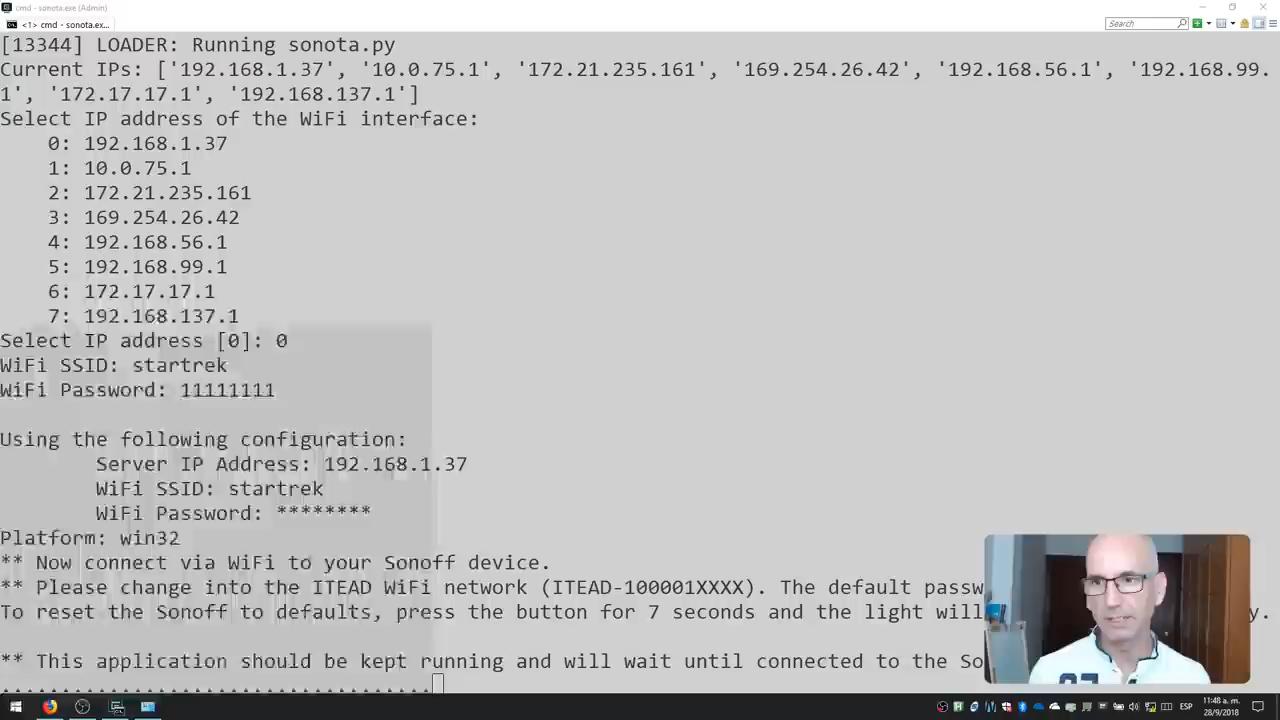 cmd - sonota.exe (Admin)
<1> cmd - sonota.ex...
Search
[13344] LOADER: Running sonota.py
Current IPs: ['192.168.1.37', '10.0.75.1', '172.21.235.161', '169.254.26.42', '192.168.56.1', '192.168.99.
1', '172.17.17.1', '192.168.137.1']
Select IP address of the WiFi interface:
0: 192.168.1.37
1: 10.0.75.1
2: 172.21.235.161
3: 169.254.26.42
4: 192.168.56.1
5: 192.168.99.1
6: 172.17.17.1
7: 192.168.137.1
Select IP address [0]: 0
WiFi SSID: startrek
WiFi Password: 11111111
Using the following configuration:
Server IP Address: 192.168.1.37
WiFi SSID: startrek
WiFi Password: ********
Platform: win32
** Now connect via WiFi to your Sonoff device.
** Please change into the ITEAD WiFi network (ITEAD-100001XXXX). The default passw
To reset the Sonoff to defaults, press the button for 7 seconds and the light will y.
** This application should be kept running and will wait until connected to the So
....................................
ESP
11:48 a. m.
28/9/2018